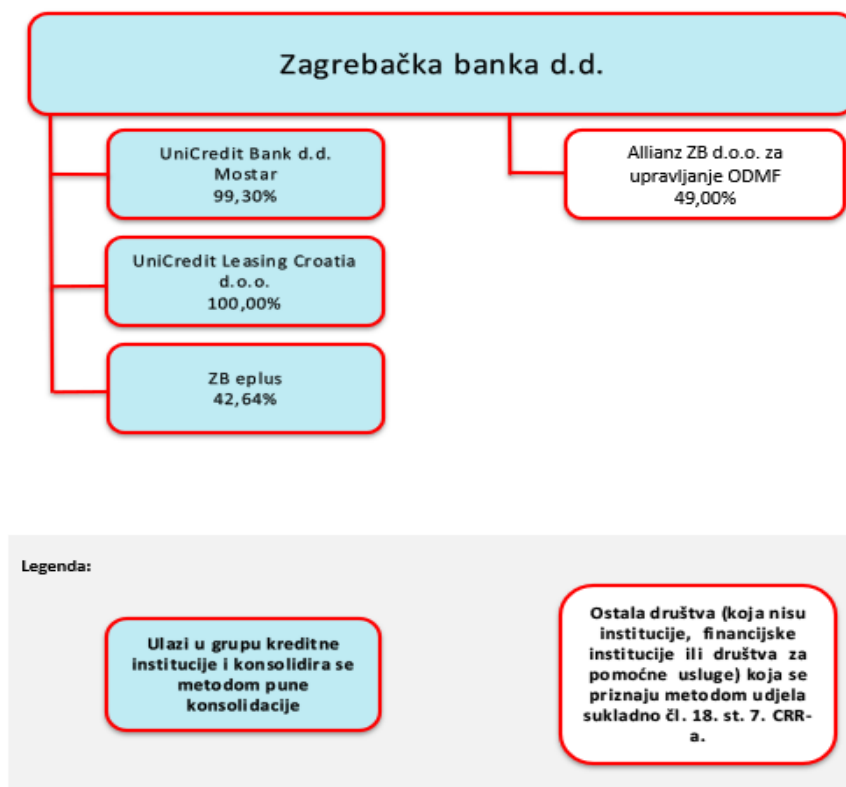 Zagrebačka banka d.d.
UniCredit Bank d.d.
Mostar
99,30%
Allianz ZB d.o.o. za
upravljanje ODMF
49,00%
UniCredit Leasing Croatia
d.o.o.
100,00%
ZB eplus
42,64%
Legenda:
Ulazi u grupu kreditne
institucije i konsolidira se
metodom pune
konsolidacije
Ostala društva (koja nisu
institucije, financijske
institucije ili društva za
pomoćne usluge) koja se
priznaju metodom udjela
sukladno čl. 18. st. 7. CRR-
a.